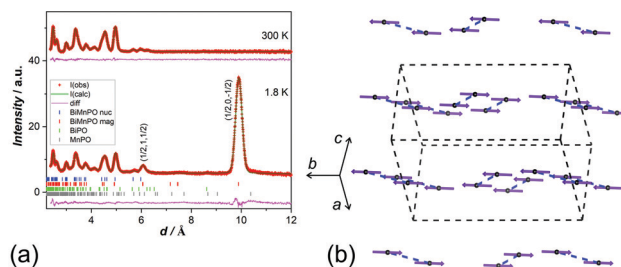 40
20
0
Intensity / a.u.
300 K
I(obs)
I(calc)
diff
BiMnPO nuc
BiMnPO mag
BiPO
MnPO
1.8 K
(1/2,1,1/2)
(1/2,0,-1/2)
4 6 8 10 12
d / Å
(a)
c
b
a
(b)